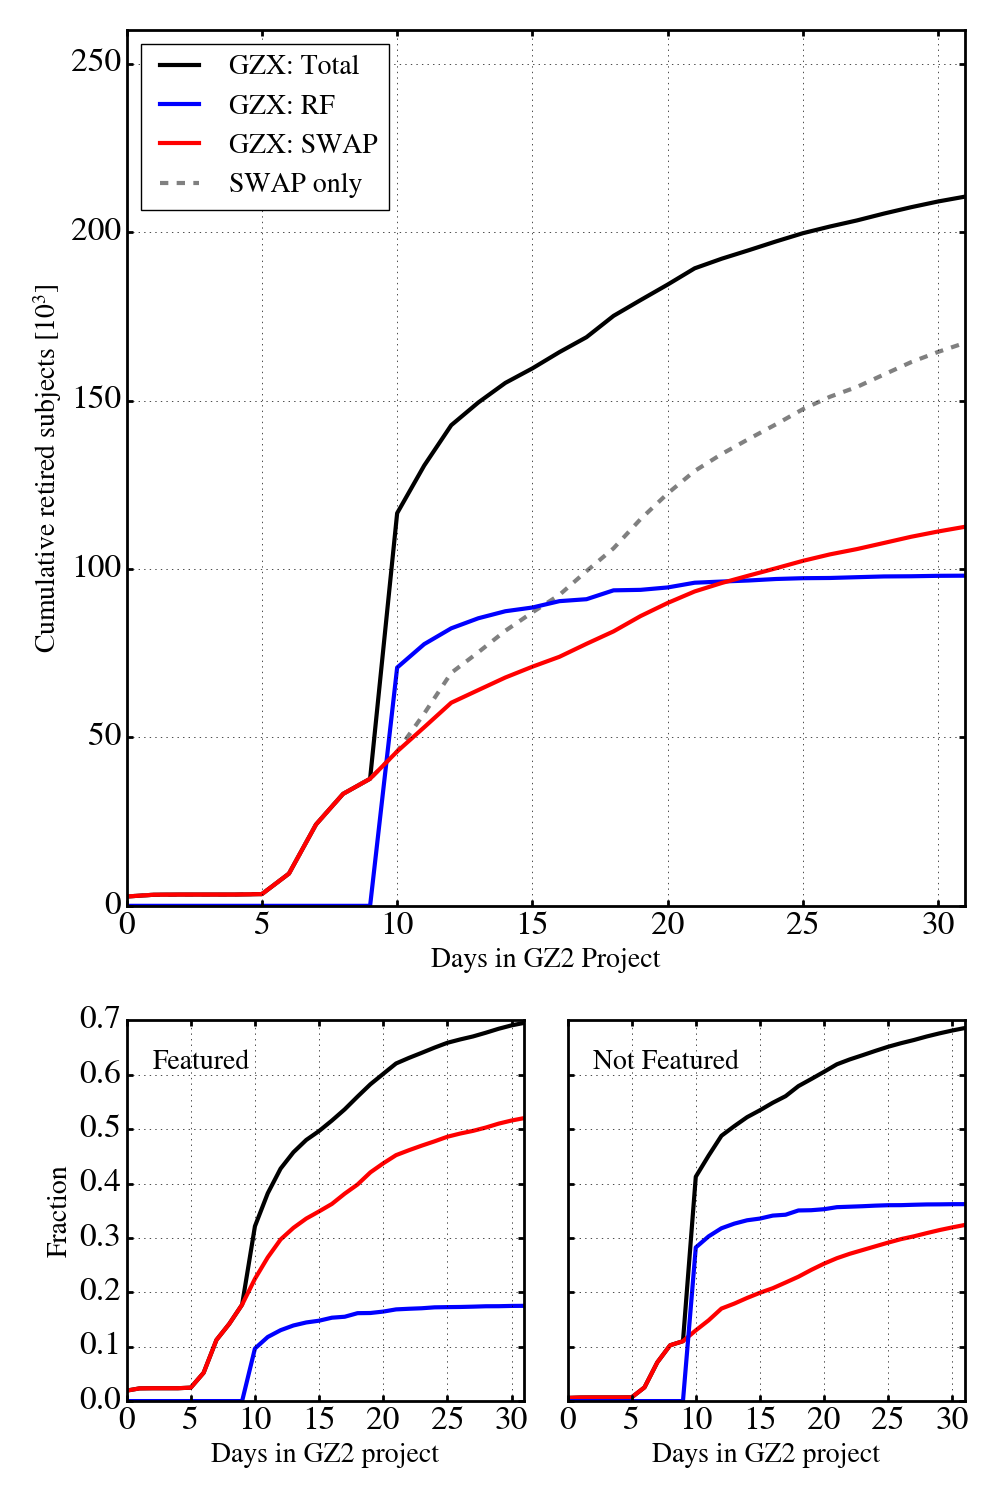 GZX: Total
GZX: RF
GZX: SWAP
SWAP only
250
200
150
100
50
0
Cumulative retired subjects [10³]
0 5 10 15 20 25 30
Days in GZ2 Project
Featured
0.7
0.6
0.5
0.4
0.3
0.2
0.1
0.0
Fraction
0 5 10 15 20 25 30
Days in GZ2 project
Not Featured
0 5 10 15 20 25 30
Days in GZ2 project